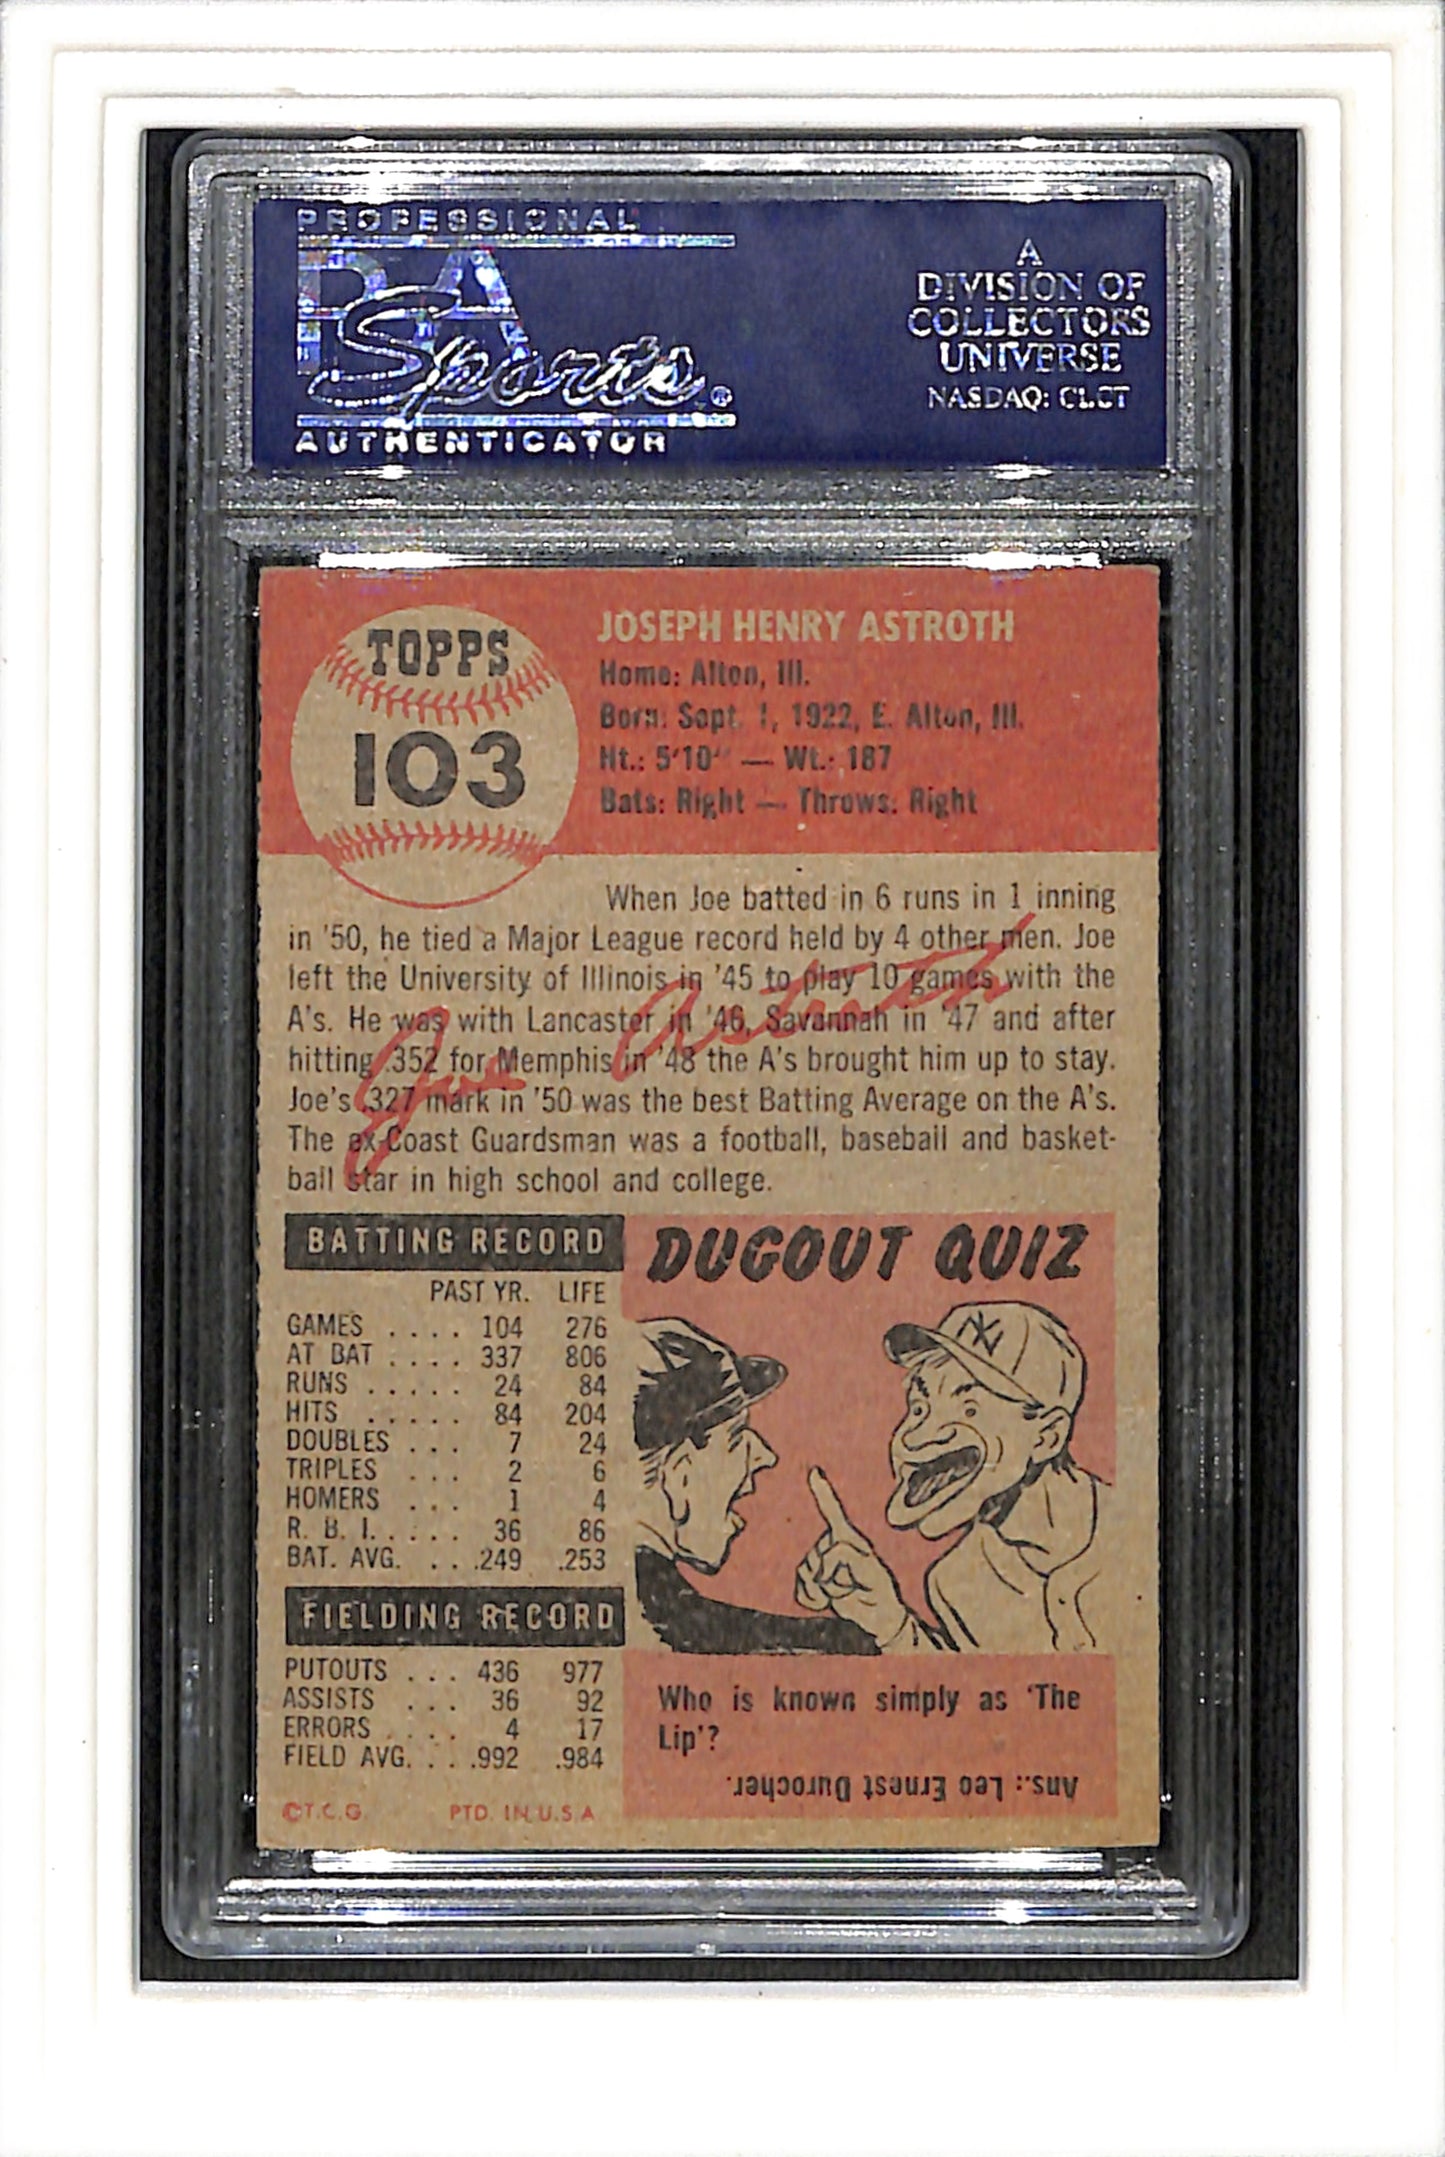 PROFESSIONAL
PSA
Sports®
AUTHENTICATOR
A
DIVISION OF
COLLECTORS
UNIVERSE
NASDAQ: CLCT
TOPPS
103
JOSEPH HENRY ASTROTH
Home: Alton, Ill.
Born: Sept. 1, 1922, E. Alton, Ill.
Ht.: 5'10" — Wt.: 187
Bats: Right — Throws: Right
When Joe batted in 6 runs in 1 inning
in '50, he tied a Major League record held by 4 other men. Joe
left the University of Illinois in '45 to play 10 games with the
A's. He was with Lancaster in '46, Savannah in '47 and after
hitting .352 for Memphis in '48 the A's brought him up to stay.
Joe's .327 mark in '50 was the best Batting Average on the A's.
The ex-Coast Guardsman was a football, baseball and basket-
ball star in high school and college.
Joe Astroth
BATTING RECORD
PAST YR. LIFE
GAMES . . . . 104 276
AT BAT . . . . 337 806
RUNS . . . . . 24 84
HITS . . . . . 84 204
DOUBLES . . . 7 24
TRIPLES . . . 2 6
HOMERS . . . 1 4
R. B. I. . . . . 36 86
BAT. AVG. . . .249 .253
FIELDING RECORD
PUTOUTS . . . 436 977
ASSISTS . . . 36 92
ERRORS . . . . 4 17
FIELD AVG. . . .992 .984
©T.C.G. PTD. IN U.S.A
DUGOUT QUIZ
NY
Who is known simply as 'The
Lip'?
Ans.: Leo Ernest Durocher.